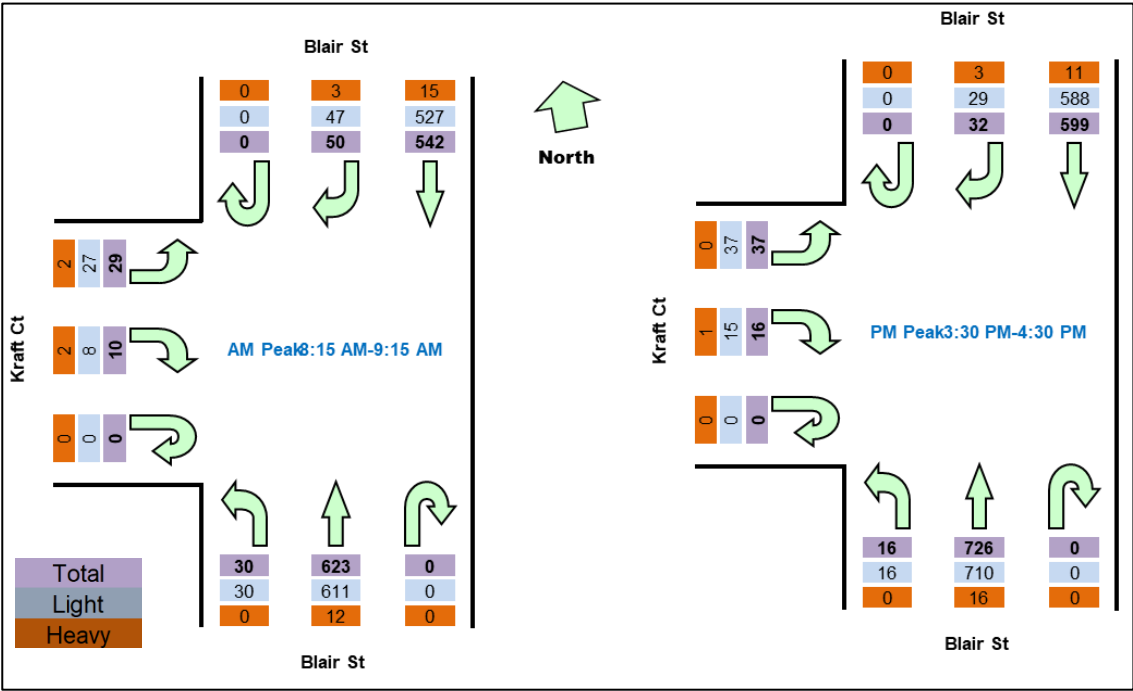 Blair St
0 3 15
0 47 527
0 50 542
North
2 27 29
2 8 10
0 0 0
Kraft Ct
AM Peak8:15 AM-9:15 AM
30 623 0
30 611 0
0 12 0
Blair St
Total
Light
Heavy
Blair St
0 3 11
0 29 588
0 32 599
0 37 37
1 15 16
0 0 0
Kraft Ct
PM Peak3:30 PM-4:30 PM
16 726 0
16 710 0
0 16 0
Blair St